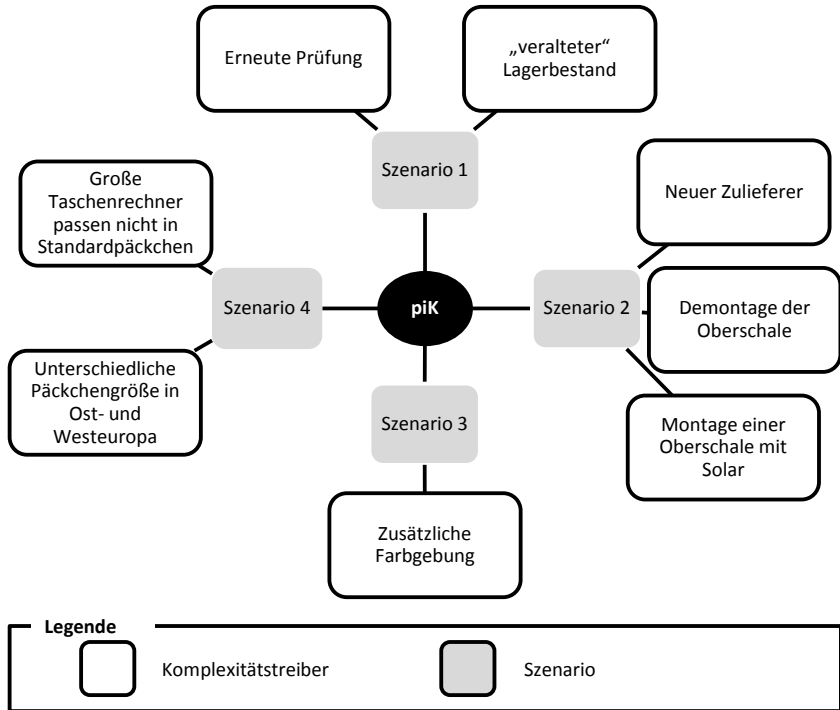 Erneute Prüfung
„veralteter“
Lagerbestand
Szenario 1
Große
Taschenrechner
passen nicht in
Standardpäckchen
Neuer Zulieferer
Szenario 4
piK
Szenario 2
Demontage der
Oberschale
Unterschiedliche
Päckchengröße in
Ost- und
Westeuropa
Szenario 3
Montage einer
Oberschale mit
Solar
Zusätzliche
Farbgebung
Legende
Komplexitätstreiber
Szenario